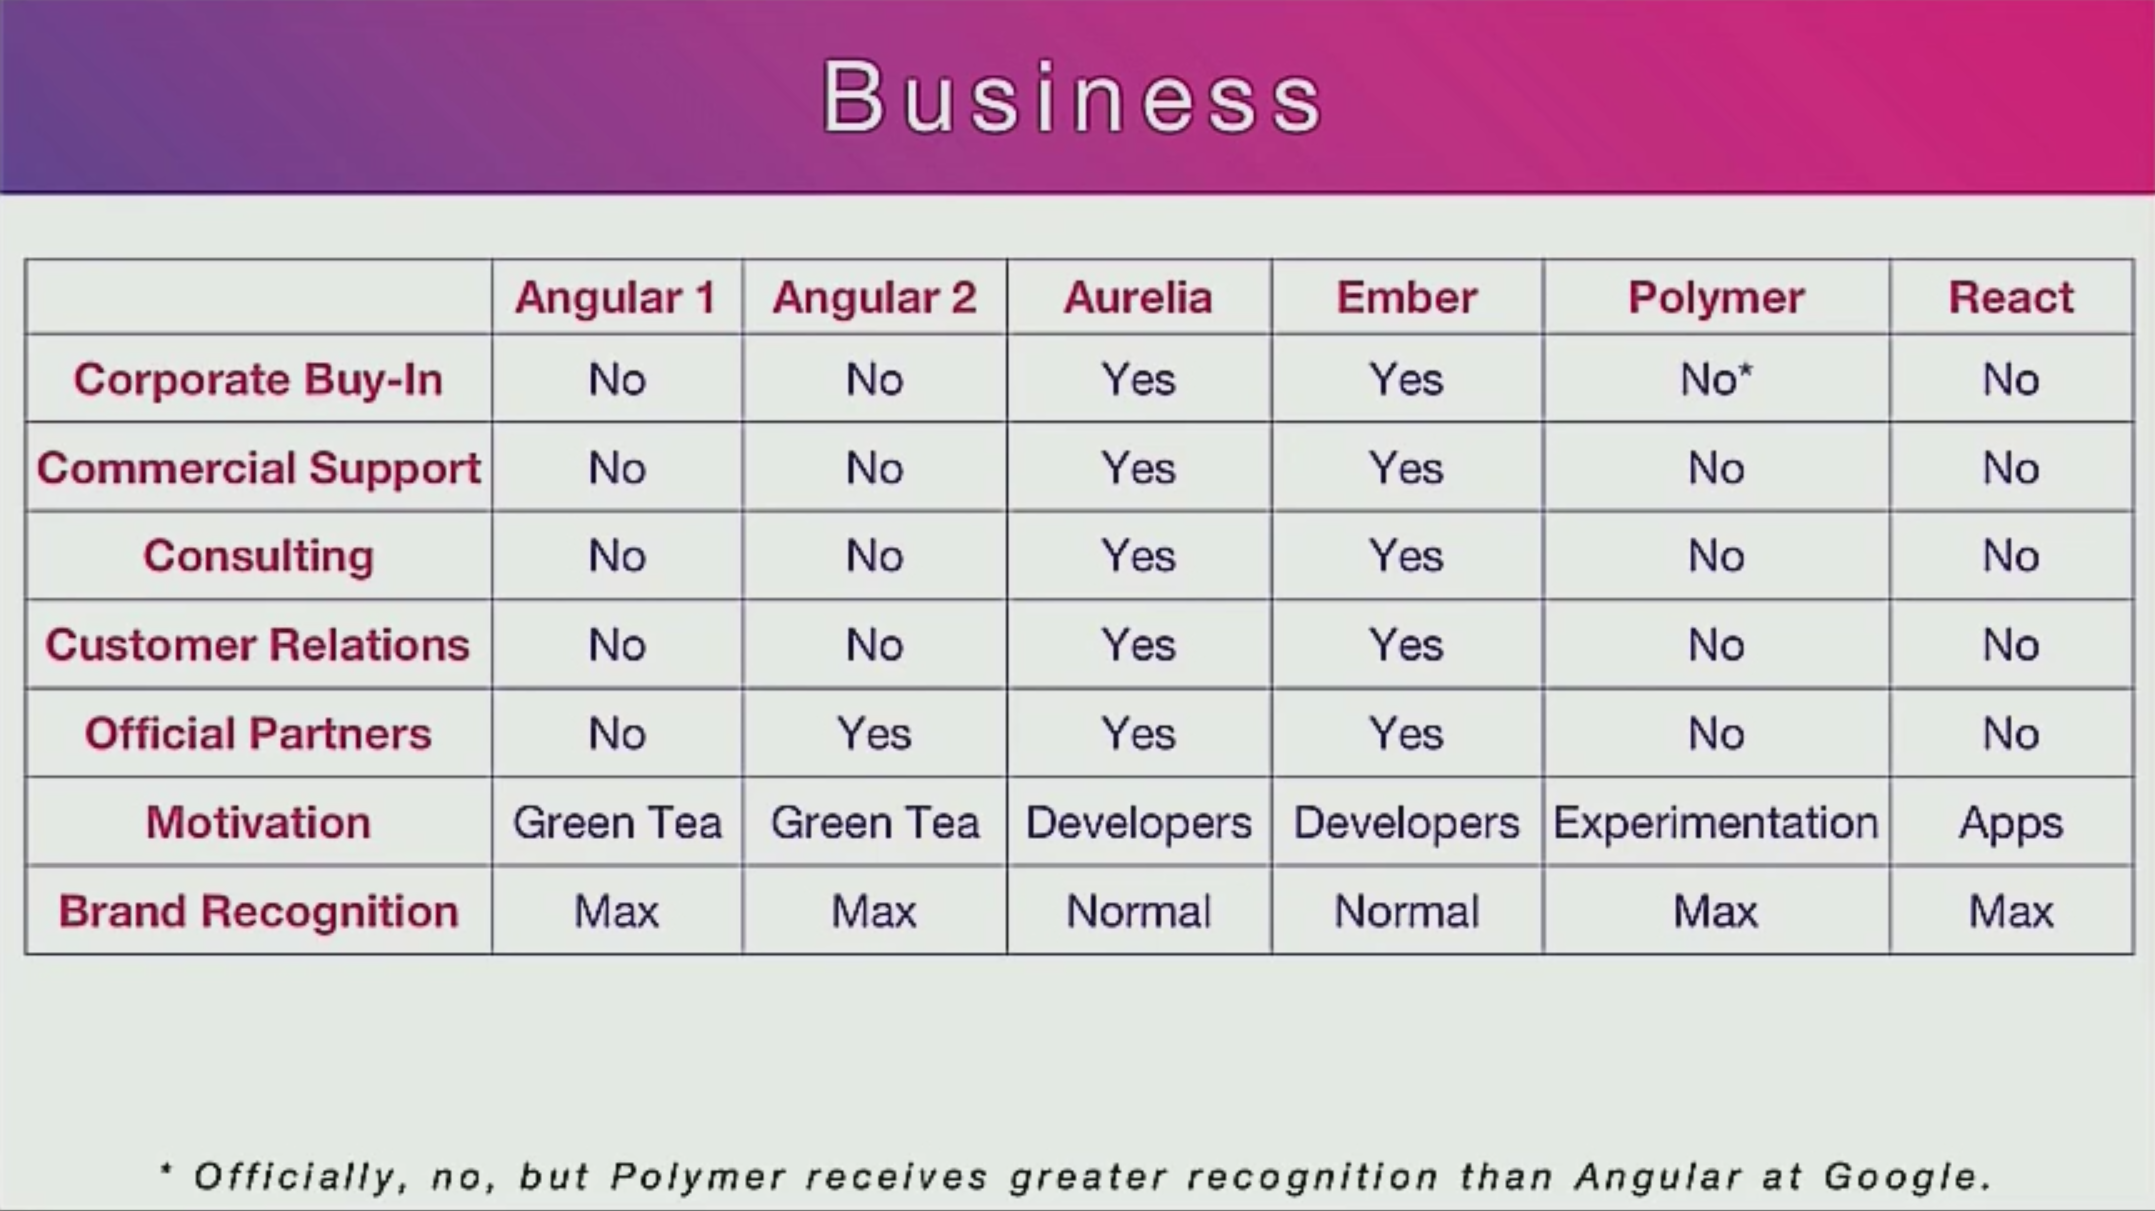 Business
Angular 1 Angular 2 Aurelia Ember Polymer React
Corporate Buy-In No No Yes Yes No* No
Commercial Support No No Yes Yes No No
Consulting No No Yes Yes No No
Customer Relations No No Yes Yes No No
Official Partners No Yes Yes Yes No No
Motivation Green Tea Green Tea Developers Developers Experimentation Apps
Brand Recognition Max Max Normal Normal Max Max
* Officially, no, but Polymer receives greater recognition than Angular at Google.